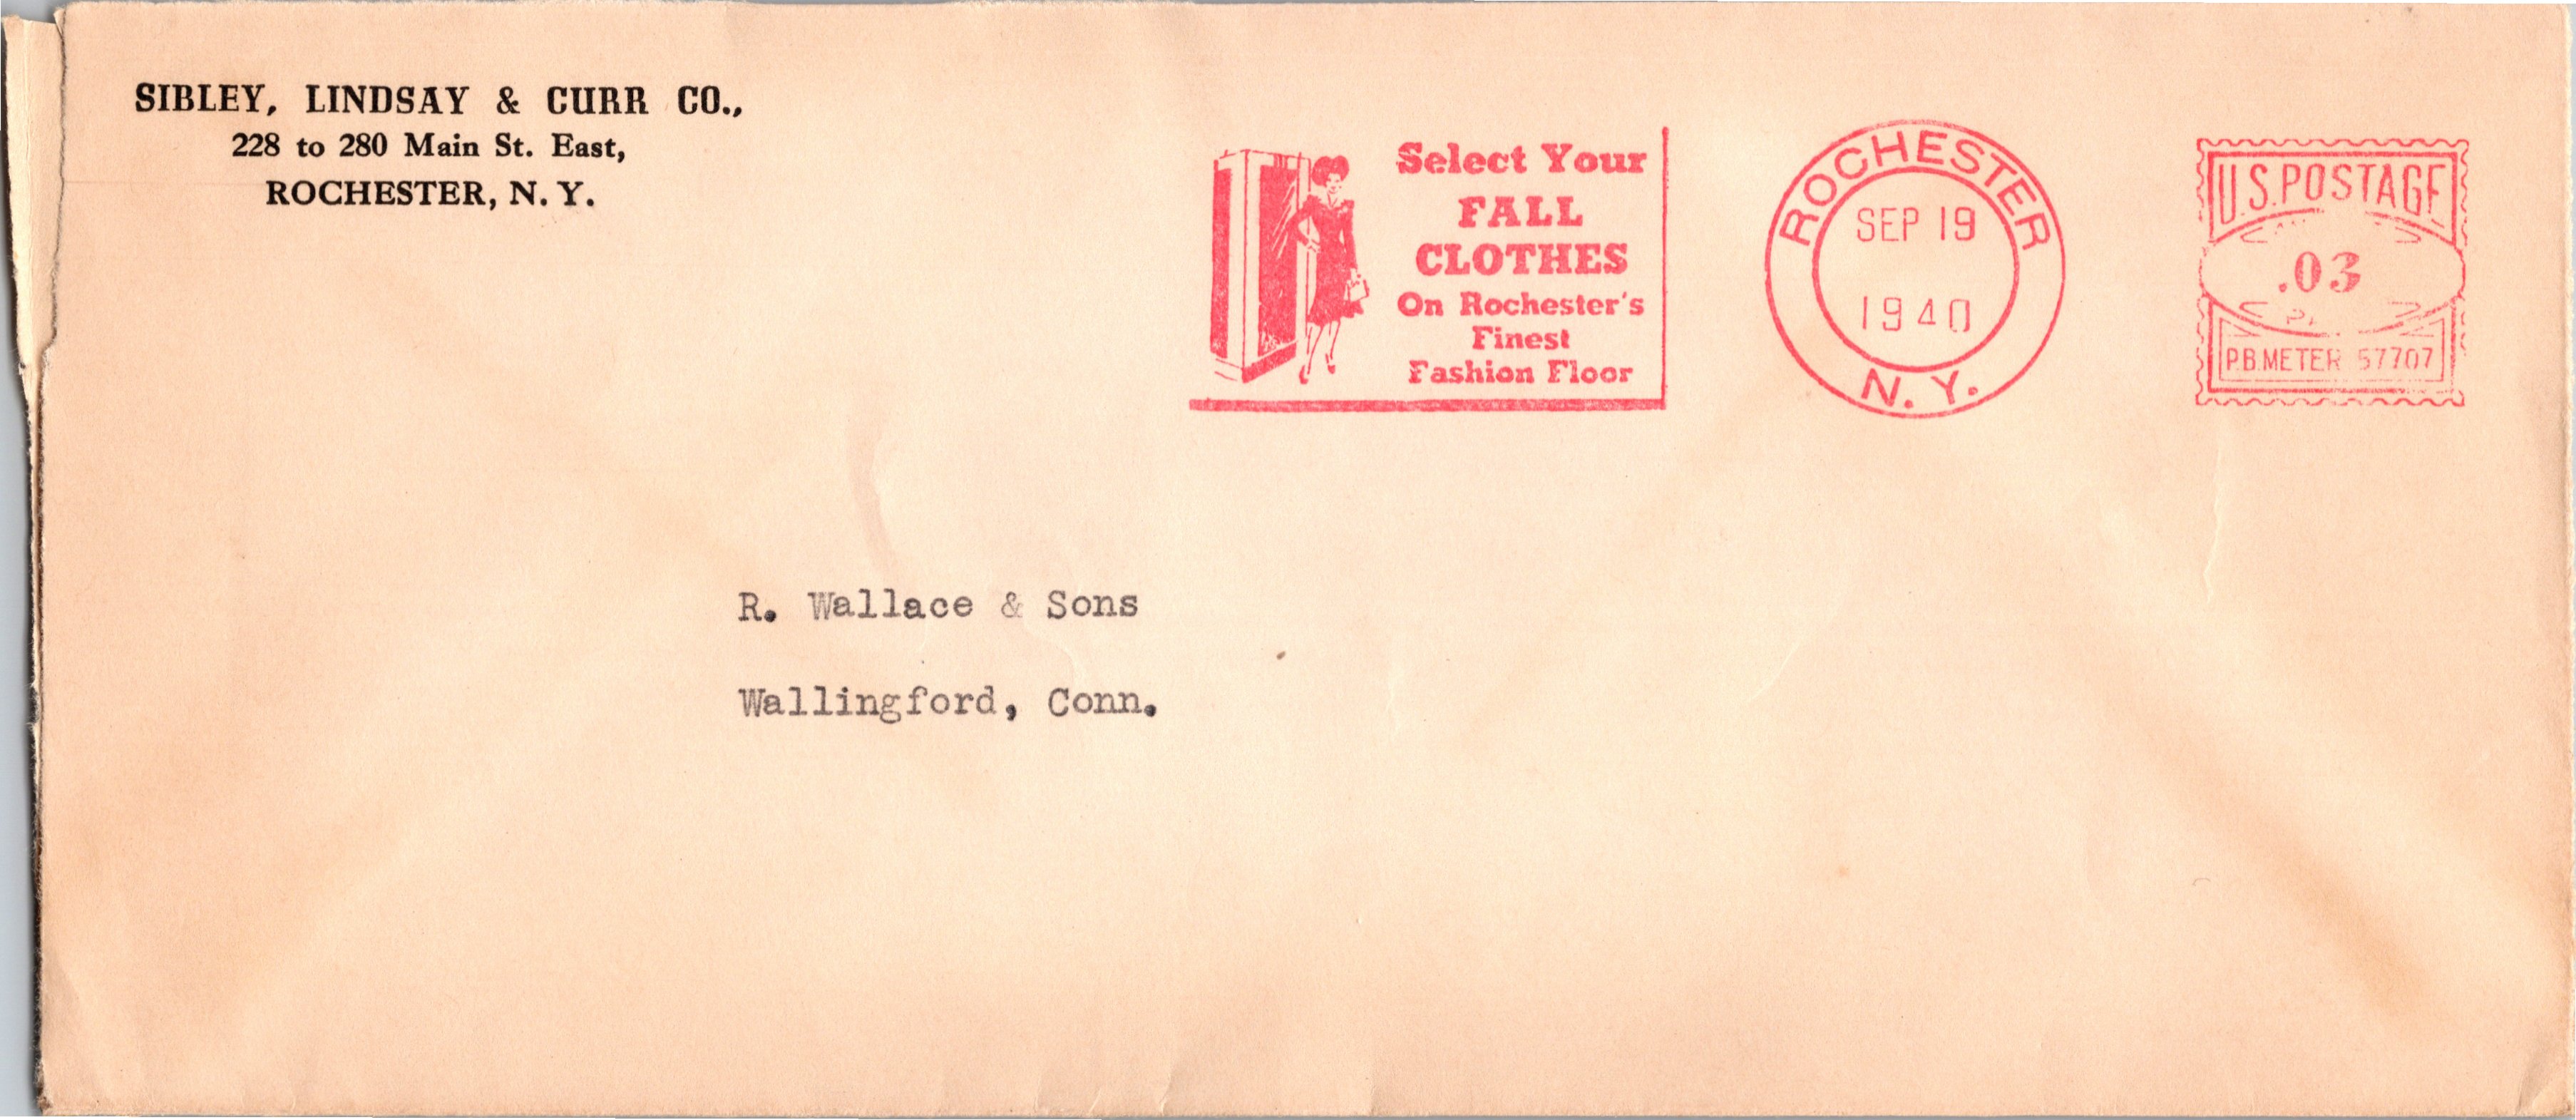 SIBLEY, LINDSAY & CURR CO.,
228 to 280 Main St. East,
ROCHESTER, N. Y.
Select Your
FALL
CLOTHES
On Rochester's
Finest
Fashion Floor
ROCHESTER
SEP 19
1940
N. Y.
U.S. POSTAGE
.03
P.B. METER 57707
R. Wallace & Sons
Wallingford, Conn.